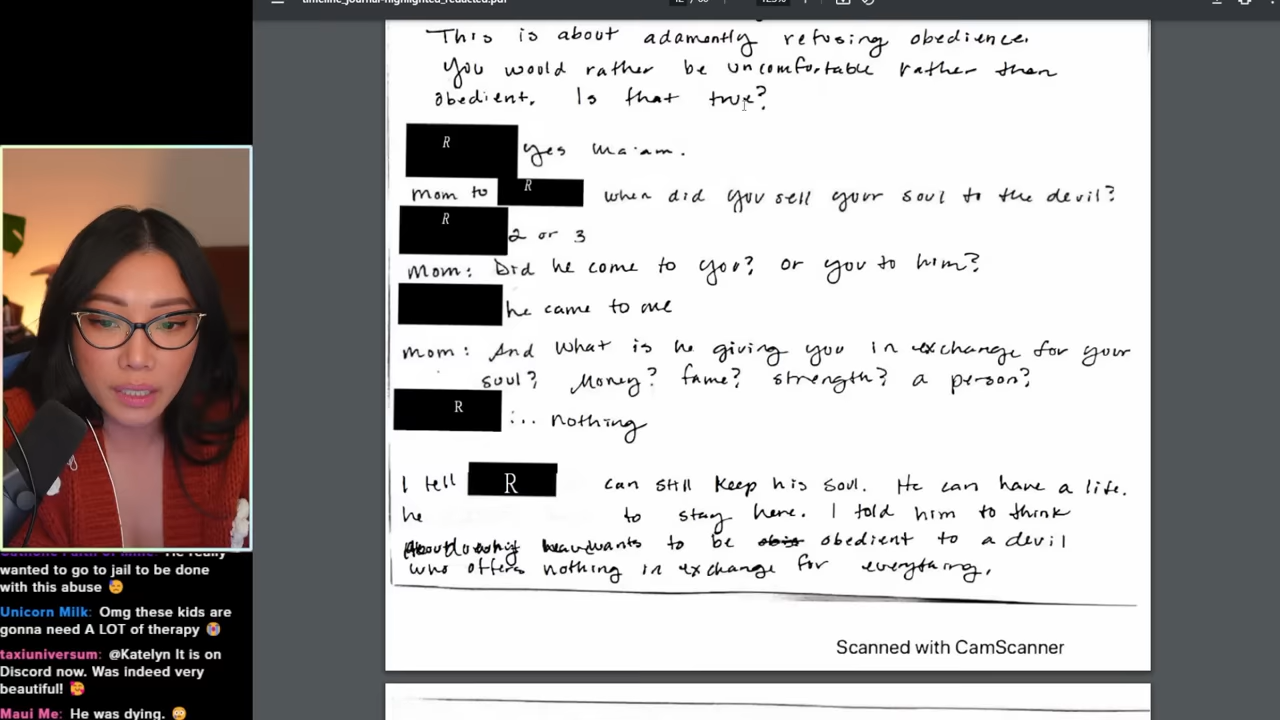 timeline_journal-highlighted_redacted.pdf
This is about adamantly refusing obedience.
You would rather be uncomfortable rather than
obedient. Is that true?
R yes ma'am.
Mom to R when did you sell your soul to the devil?
R 2 or 3
Mom: Did he come to you? or you to him?
he came to me
Mom: And what is he giving you in exchange for your
soul? Money? fame? strength? a person?
R :... nothing
I tell R can still keep his soul. He can have a life.
he to stay here. I told him to think
wants to be obedient to a devil
who offers nothing in exchange for everything.
Scanned with CamScanner
He really
wanted to go to jail to be done
with this abuse 😓
Unicorn Milk: Omg these kids are
gonna need A LOT of therapy 😭
taxiuniversum: @Katelyn It is on
Discord now. Was indeed very
beautiful! 🥰
Maui Me: He was dying. 😳